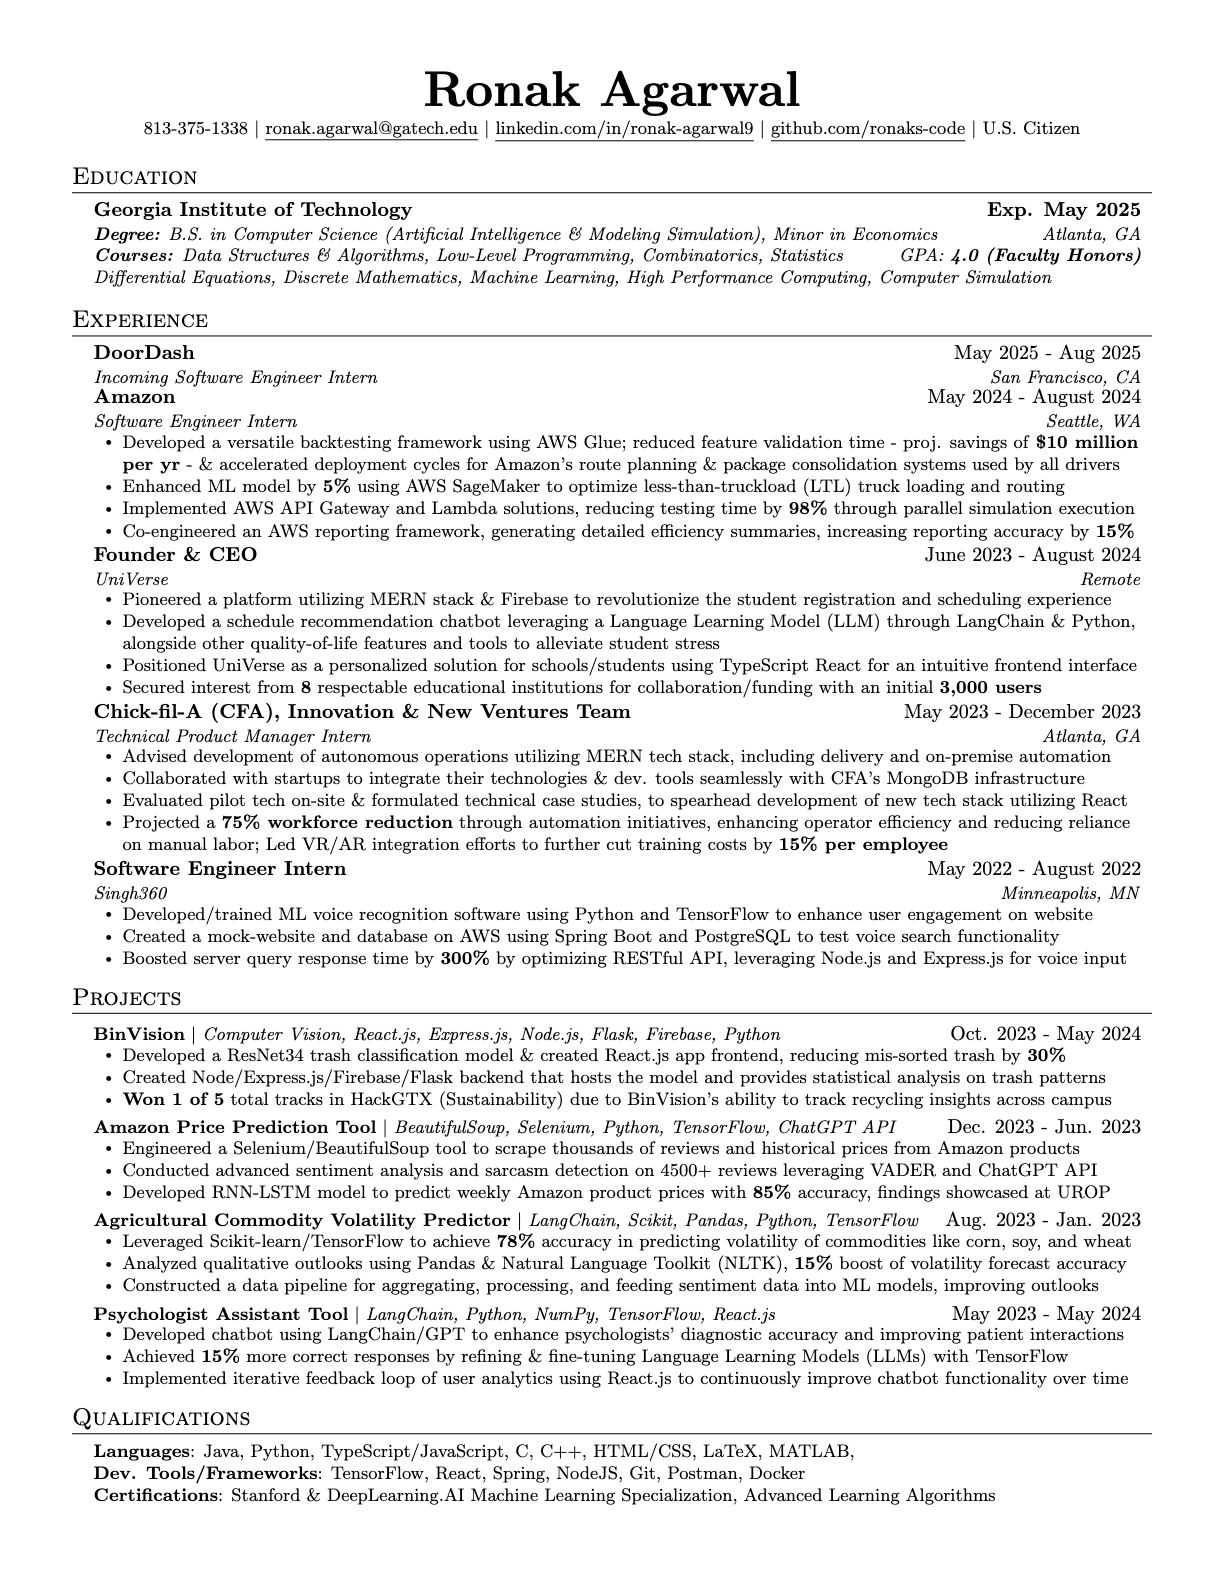 Ronak Agarwal
813-375-1338 | ronak.agarwal@gatech.edu | linkedin.com/in/ronak-agarwal9 | github.com/ronaks-code | U.S. Citizen
Education
Georgia Institute of Technology Exp. May 2025
Degree: B.S. in Computer Science (Artificial Intelligence & Modeling Simulation), Minor in Economics Atlanta, GA
Courses: Data Structures & Algorithms, Low-Level Programming, Combinatorics, Statistics GPA: 4.0 (Faculty Honors)
Differential Equations, Discrete Mathematics, Machine Learning, High Performance Computing, Computer Simulation
Experience
DoorDash May 2025 - Aug 2025
Incoming Software Engineer Intern San Francisco, CA
Amazon May 2024 - August 2024
Software Engineer Intern Seattle, WA
• Developed a versatile backtesting framework using AWS Glue; reduced feature validation time - proj. savings of $10 million
per yr - & accelerated deployment cycles for Amazon's route planning & package consolidation systems used by all drivers
• Enhanced ML model by 5% using AWS SageMaker to optimize less-than-truckload (LTL) truck loading and routing
• Implemented AWS API Gateway and Lambda solutions, reducing testing time by 98% through parallel simulation execution
• Co-engineered an AWS reporting framework, generating detailed efficiency summaries, increasing reporting accuracy by 15%
Founder & CEO June 2023 - August 2024
UniVerse Remote
• Pioneered a platform utilizing MERN stack & Firebase to revolutionize the student registration and scheduling experience
• Developed a schedule recommendation chatbot leveraging a Language Learning Model (LLM) through LangChain & Python,
alongside other quality-of-life features and tools to alleviate student stress
• Positioned UniVerse as a personalized solution for schools/students using TypeScript React for an intuitive frontend interface
• Secured interest from 8 respectable educational institutions for collaboration/funding with an initial 3,000 users
Chick-fil-A (CFA), Innovation & New Ventures Team May 2023 - December 2023
Technical Product Manager Intern Atlanta, GA
• Advised development of autonomous operations utilizing MERN tech stack, including delivery and on-premise automation
• Collaborated with startups to integrate their technologies & dev. tools seamlessly with CFA's MongoDB infrastructure
• Evaluated pilot tech on-site & formulated technical case studies, to spearhead development of new tech stack utilizing React
• Projected a 75% workforce reduction through automation initiatives, enhancing operator efficiency and reducing reliance
on manual labor; Led VR/AR integration efforts to further cut training costs by 15% per employee
Software Engineer Intern May 2022 - August 2022
Singh360 Minneapolis, MN
• Developed/trained ML voice recognition software using Python and TensorFlow to enhance user engagement on website
• Created a mock-website and database on AWS using Spring Boot and PostgreSQL to test voice search functionality
• Boosted server query response time by 300% by optimizing RESTful API, leveraging Node.js and Express.js for voice input
Projects
BinVision | Computer Vision, React.js, Express.js, Node.js, Flask, Firebase, Python Oct. 2023 - May 2024
• Developed a ResNet34 trash classification model & created React.js app frontend, reducing mis-sorted trash by 30%
• Created Node/Express.js/Firebase/Flask backend that hosts the model and provides statistical analysis on trash patterns
• Won 1 of 5 total tracks in HackGTX (Sustainability) due to BinVision's ability to track recycling insights across campus
Amazon Price Prediction Tool | BeautifulSoup, Selenium, Python, TensorFlow, ChatGPT API Dec. 2023 - Jun. 2023
• Engineered a Selenium/BeautifulSoup tool to scrape thousands of reviews and historical prices from Amazon products
• Conducted advanced sentiment analysis and sarcasm detection on 4500+ reviews leveraging VADER and ChatGPT API
• Developed RNN-LSTM model to predict weekly Amazon product prices with 85% accuracy, findings showcased at UROP
Agricultural Commodity Volatility Predictor | LangChain, Scikit, Pandas, Python, TensorFlow Aug. 2023 - Jan. 2023
• Leveraged Scikit-learn/TensorFlow to achieve 78% accuracy in predicting volatility of commodities like corn, soy, and wheat
• Analyzed qualitative outlooks using Pandas & Natural Language Toolkit (NLTK), 15% boost of volatility forecast accuracy
• Constructed a data pipeline for aggregating, processing, and feeding sentiment data into ML models, improving outlooks
Psychologist Assistant Tool | LangChain, Python, NumPy, TensorFlow, React.js May 2023 - May 2024
• Developed chatbot using LangChain/GPT to enhance psychologists' diagnostic accuracy and improving patient interactions
• Achieved 15% more correct responses by refining & fine-tuning Language Learning Models (LLMs) with TensorFlow
• Implemented iterative feedback loop of user analytics using React.js to continuously improve chatbot functionality over time
Qualifications
Languages: Java, Python, TypeScript/JavaScript, C, C++, HTML/CSS, LaTeX, MATLAB,
Dev. Tools/Frameworks: TensorFlow, React, Spring, NodeJS, Git, Postman, Docker
Certifications: Stanford & DeepLearning.AI Machine Learning Specialization, Advanced Learning Algorithms